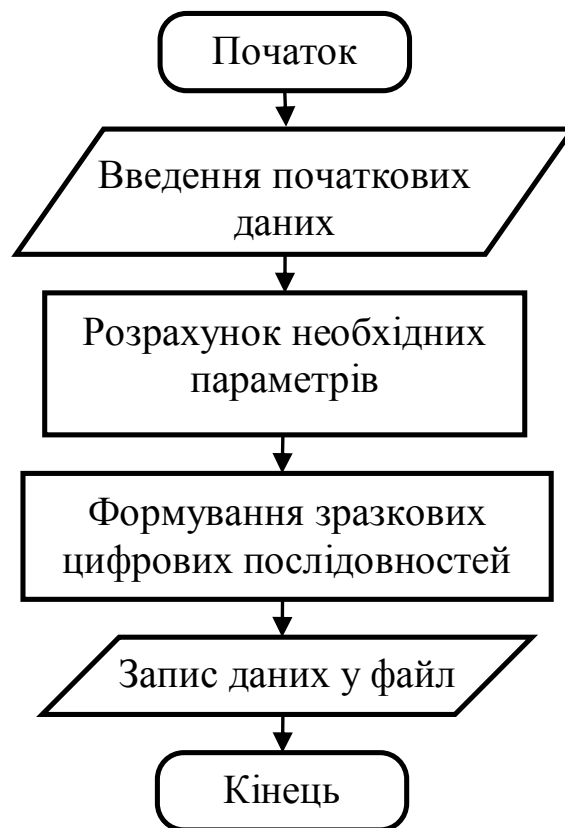 Початок
Введення початкових
даних
Розрахунок необхідних
параметрів
Формування зразкових
цифрових послідовностей
Запис даних у файл
Кінець